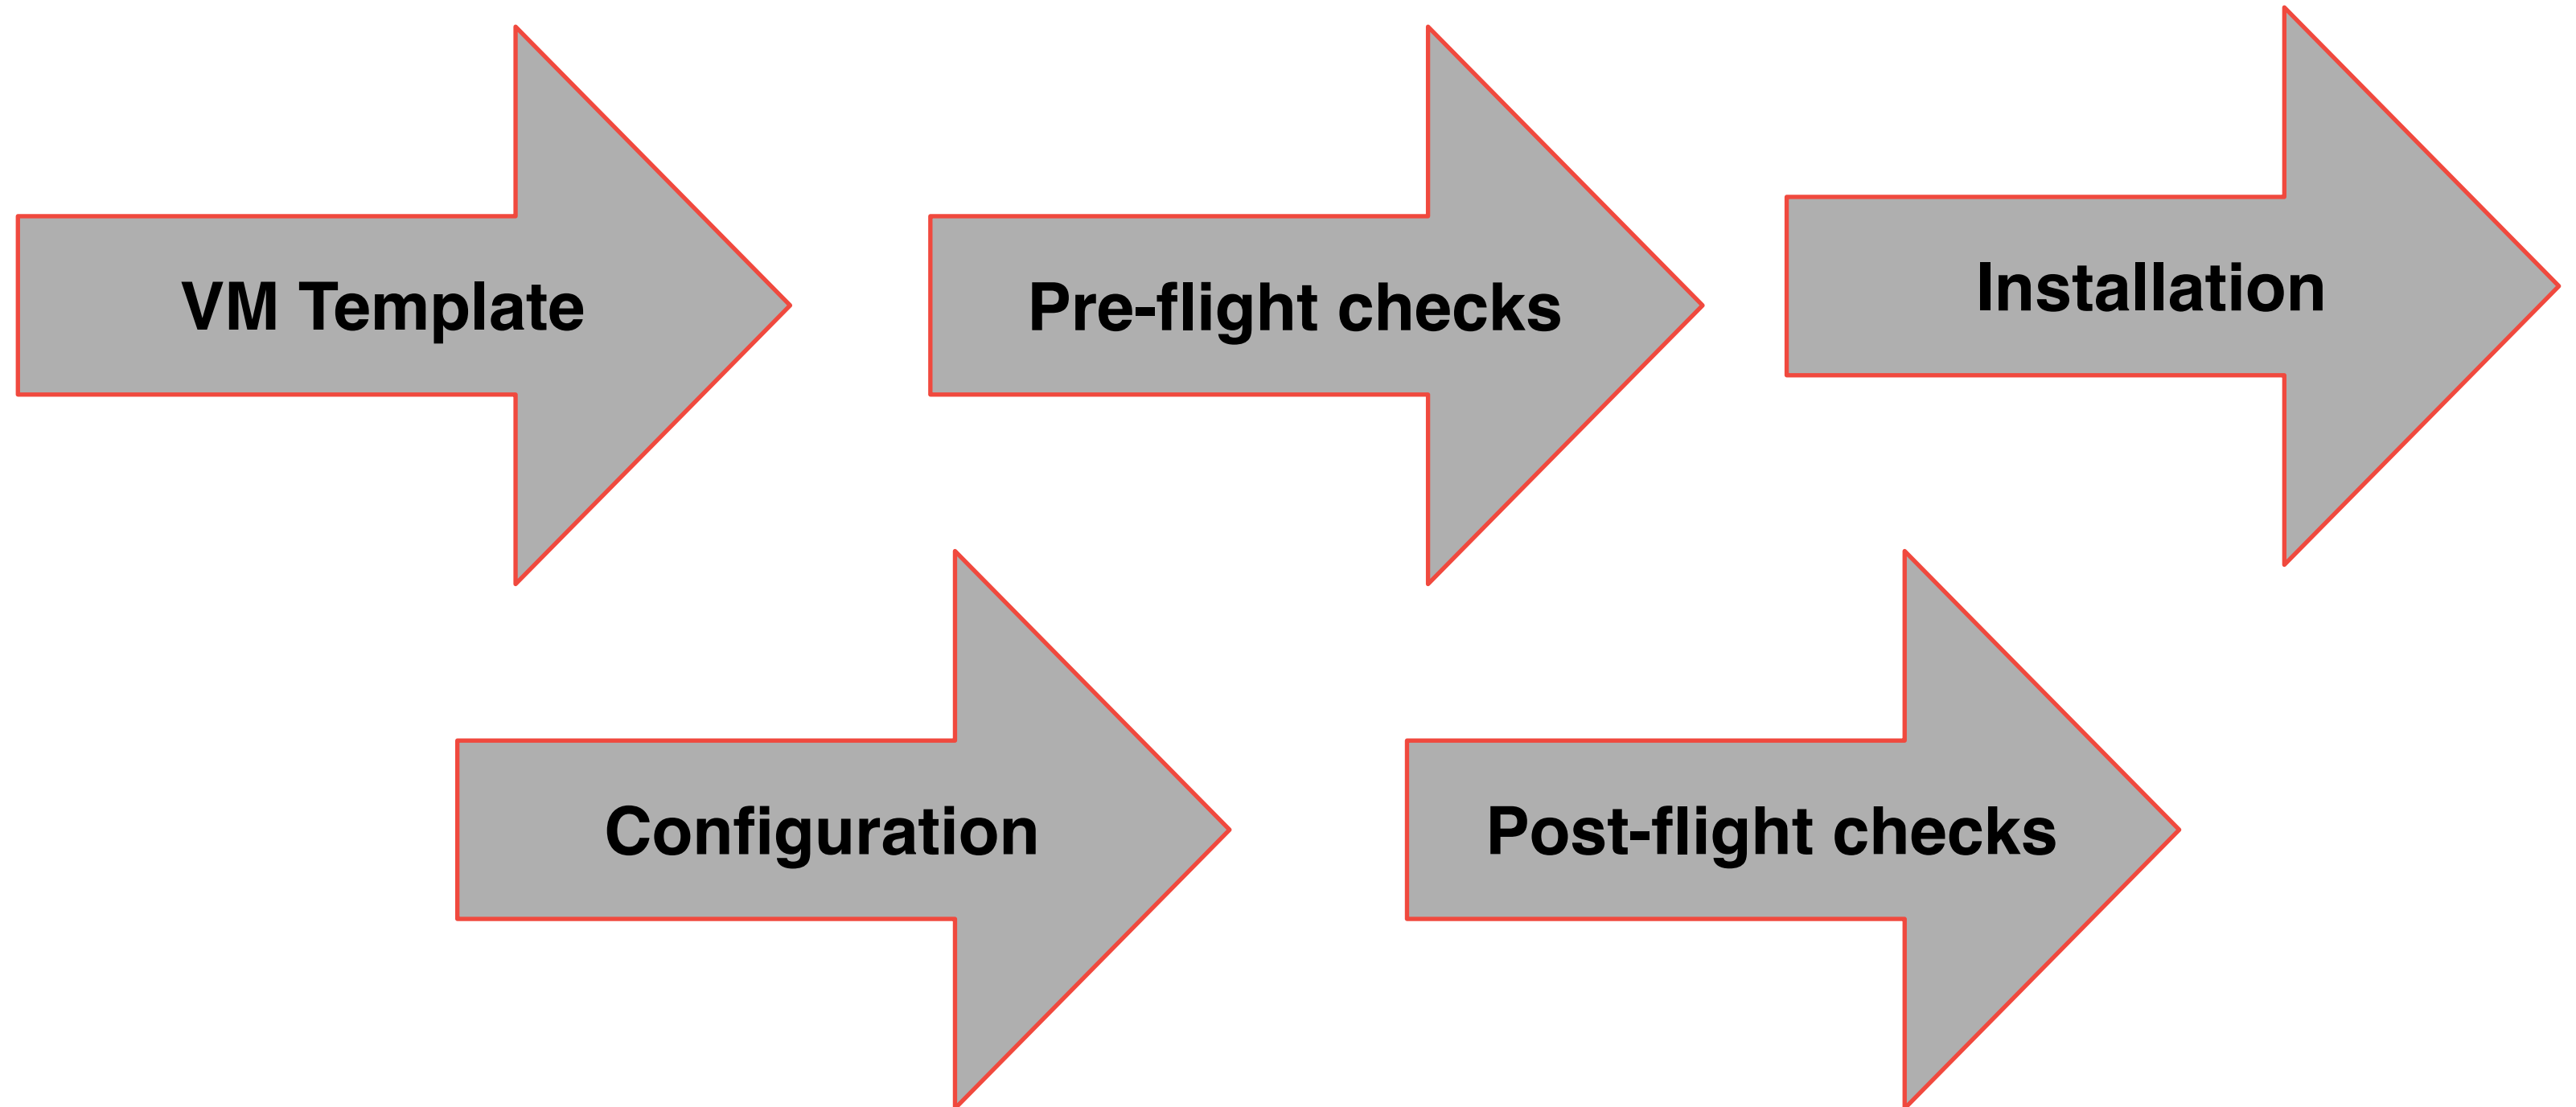 VM Template
Pre-flight checks
Installation
Configuration
Post-flight checks